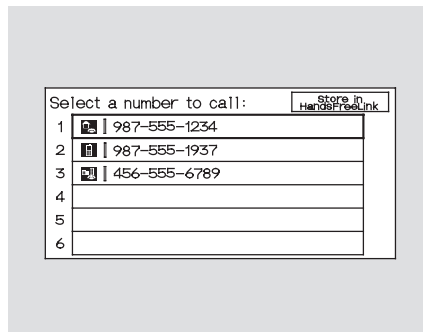 Select a number to call:
Store in
HandsFreeLink
1 987-555-1234
2 987-555-1937
3 456-555-6789
4
5
6